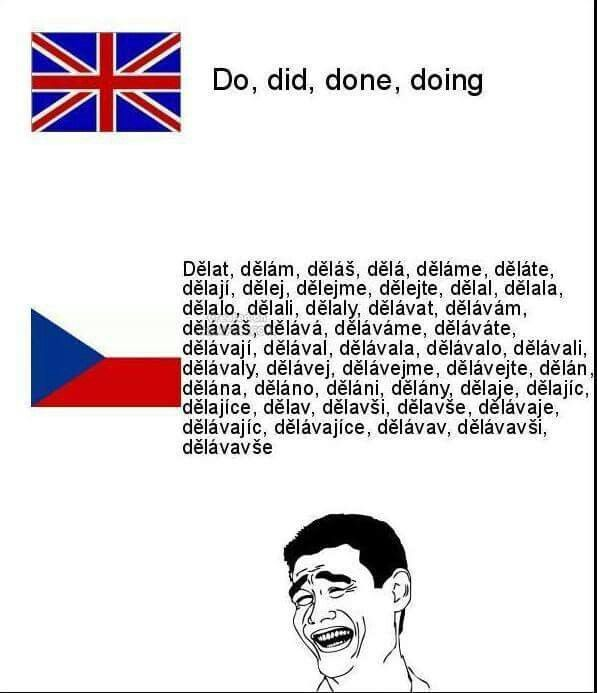 Do, did, done, doing
Dělat, dělám, děláš, dělá, děláme, děláte,
dělají, dělej, dělejme, dělejte, dělal, dělala,
dělalo, dělali, dělaly, dělávat, dělávám,
děláváš, dělává, děláváme, děláváte,
dělávají, dělával, dělávala, dělávalo, dělávali,
dělávaly, dělávej, dělávejme, dělávejte, dělán,
dělána, děláno, děláni, dělány, dělaje, dělajíc,
dělajíce, dělav, dělavši, dělavše, dělávaje,
dělávajíc, dělávajíce, dělávav, dělávavši,
dělávavše